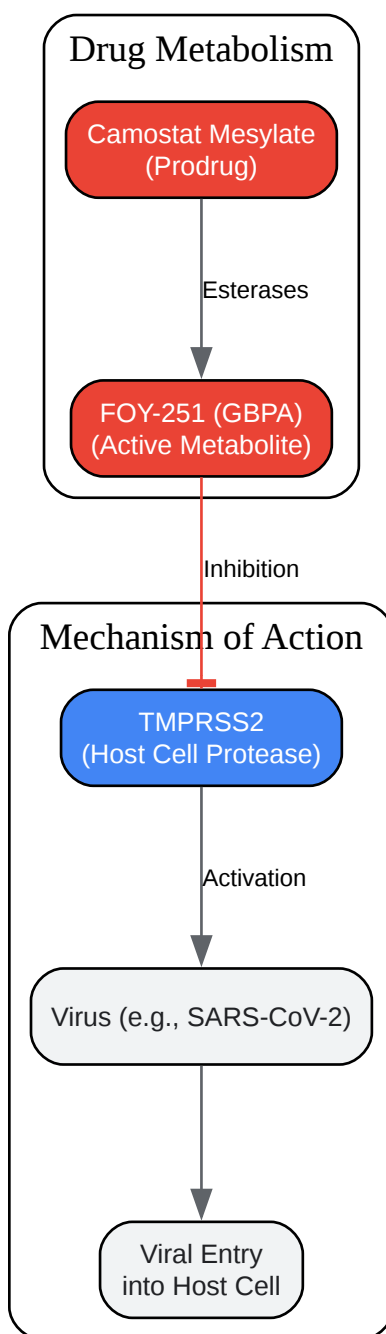 Drug Metabolism
Camostat Mesylate
(Prodrug)
Esterases
FOY-251 (GBPA)
(Active Metabolite)
Inhibition
Mechanism of Action
TMPRSS2
(Host Cell Protease)
Activation
Virus (e.g., SARS-CoV-2)
Viral Entry
into Host Cell